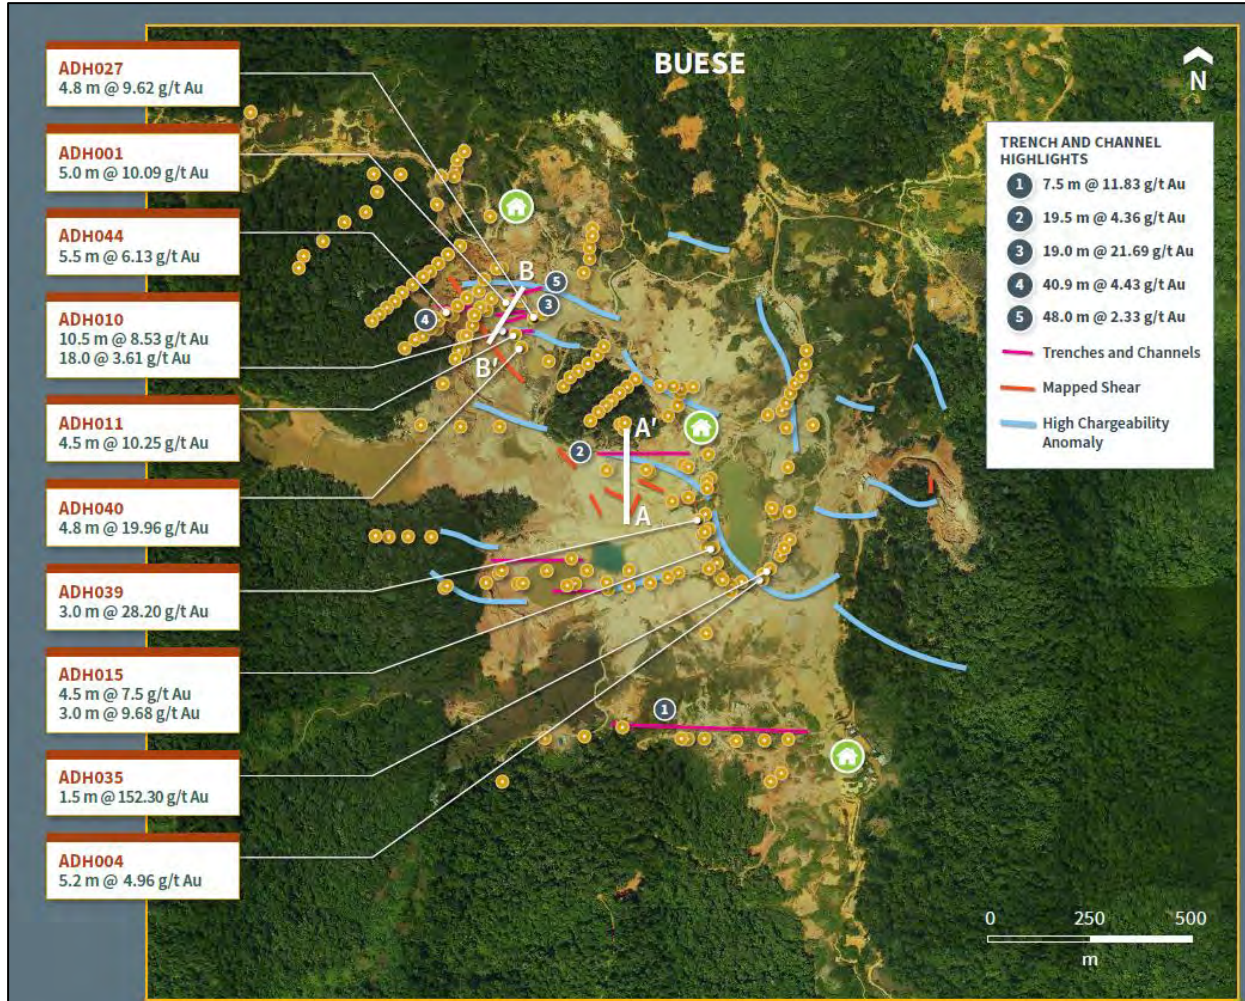 BUESE
N
ADH027
4.8 m @ 9.62 g/t Au
ADH001
5.0 m @ 10.09 g/t Au
ADH044
5.5 m @ 6.13 g/t Au
ADH010
10.5 m @ 8.53 g/t Au
18.0 @ 3.61 g/t Au
ADH011
4.5 m @ 10.25 g/t Au
ADH040
4.8 m @ 19.96 g/t Au
ADH039
3.0 m @ 28.20 g/t Au
ADH015
4.5 m @ 7.5 g/t Au
3.0 m @ 9.68 g/t Au
ADH035
1.5 m @ 152.30 g/t Au
ADH004
5.2 m @ 4.96 g/t Au
B
5
3
4
B'
A'
2
A
1
TRENCH AND CHANNEL
HIGHLIGHTS
1 7.5 m @ 11.83 g/t Au
2 19.5 m @ 4.36 g/t Au
3 19.0 m @ 21.69 g/t Au
4 40.9 m @ 4.43 g/t Au
5 48.0 m @ 2.33 g/t Au
Trenches and Channels
Mapped Shear
High Chargeability
Anomaly
0 250 500
m